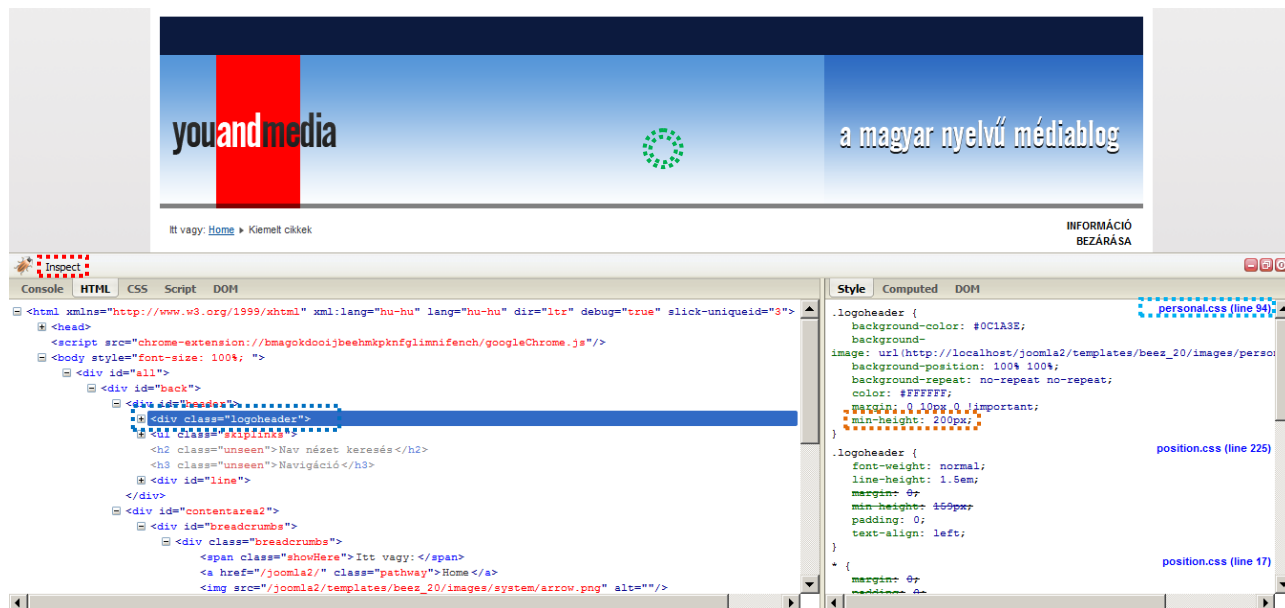 youandmedia
a magyar nyelvű médiablog
Itt vagy: Home Kiemelt cikkek
INFORMÁCIÓ
BEZÁRÁSA
Inspect
Console HTML CSS Script DOM
<html xmlns="http://www.w3.org/1999/xhtml" xml:lang="hu-hu" lang="hu-hu" dir="ltr" debug="true" slick-uniqueid="3">
<head>
<script src="chrome-extension://bmagokdooijbeehmkpknfglimnifench/googleChrome.js"/>
<body style="font-size: 100%; ">
<div id="all">
<div id="back">
<div id="header">
<div class="logoheader">
<ul class="skiplinks">
<h2 class="unseen">Nav nézet keresés</h2>
<h3 class="unseen">Navigáció</h3>
<div id="line">
</div>
<div id="contentarea2">
<div id="breadcrumbs">
<div class="breadcrumbs">
<span class="showHere">Itt vagy:</span>
<a href="/joomla2/" class="pathway">Home</a>
<img src="/joomla2/templates/beez_20/images/system/arrow.png" alt=""/>
Style Computed DOM
.logoheader { personal.css (line 94)
background-color: #0C1A3E;
background-
image: url(http://localhost/joomla2/templates/beez_20/images/person
background-position: 100% 100%;
background-repeat: no-repeat no-repeat;
color: #FFFFFF;
margin: 0 10px 0 !important;
min-height: 200px;
}
.logoheader { position.css (line 225)
font-weight: normal;
line-height: 1.5em;
margin: 0;
min-height: 159px;
padding: 0;
text-align: left;
}
* { position.css (line 17)
margin: 0;
padding: 0;